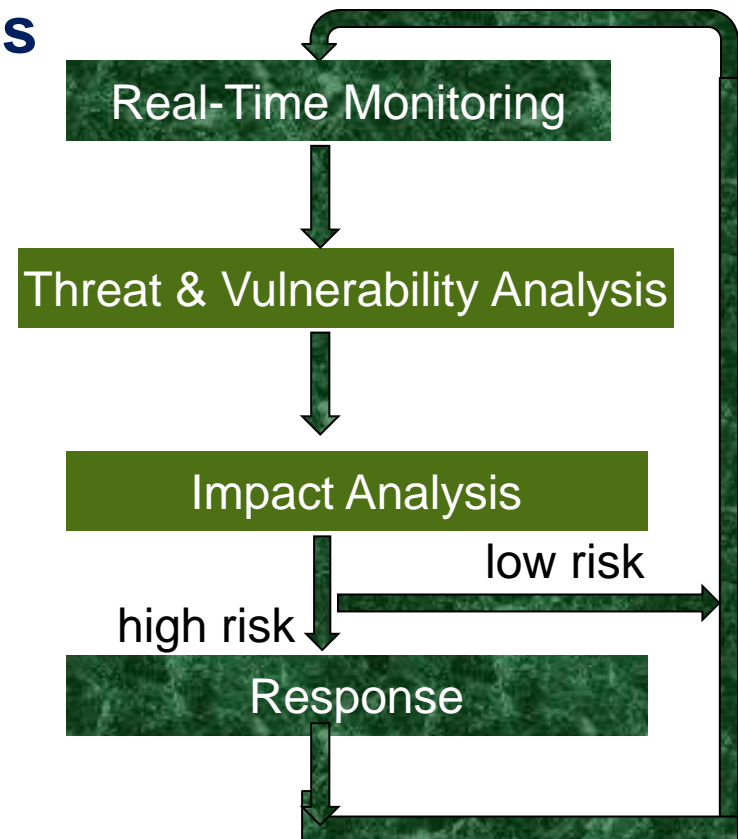 s
Real-Time Monitoring
Threat & Vulnerability Analysis
Impact Analysis
low risk
high risk
Response